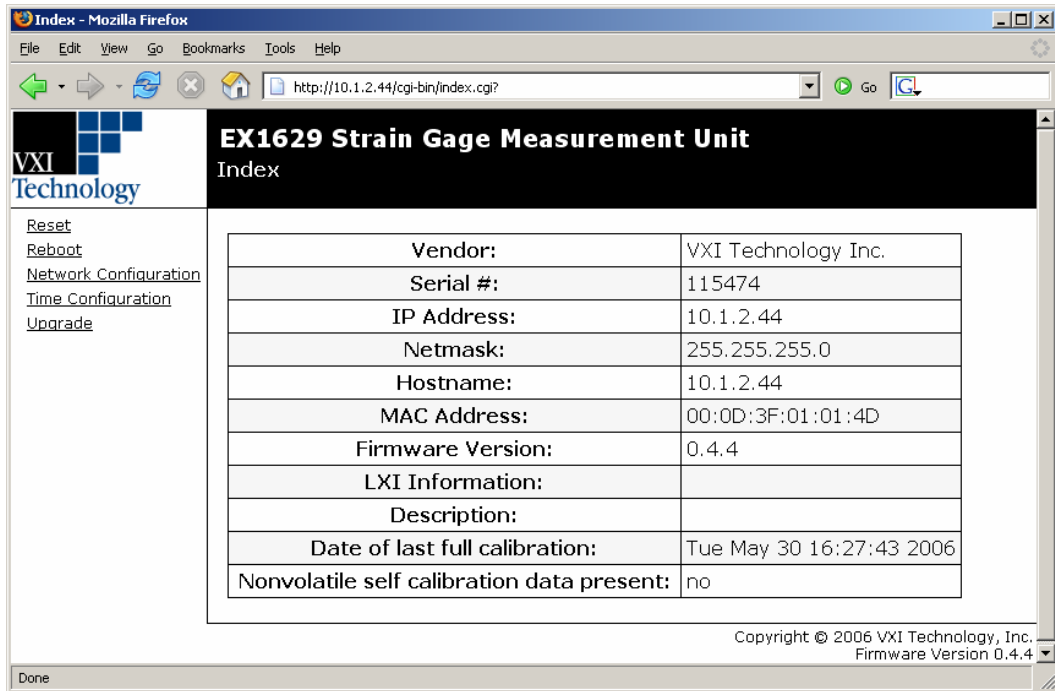 Index - Mozilla Firefox
File Edit View Go Bookmarks Tools Help
http://10.1.2.44/cgi-bin/index.cgi? Go G
VXI
Technology
EX1629 Strain Gage Measurement Unit
Index
Reset
Reboot
Network Configuration
Time Configuration
Upgrade
Vendor: VXI Technology Inc.
Serial #: 115474
IP Address: 10.1.2.44
Netmask: 255.255.255.0
Hostname: 10.1.2.44
MAC Address: 00:0D:3F:01:01:4D
Firmware Version: 0.4.4
LXI Information:
Description:
Date of last full calibration: Tue May 30 16:27:43 2006
Nonvolatile self calibration data present: no
Copyright © 2006 VXI Technology, Inc.
Firmware Version 0.4.4
Done